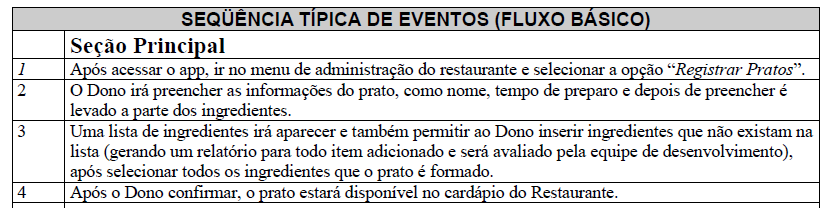 SEQÜÊNCIA TÍPICA DE EVENTOS (FLUXO BÁSICO)
Seção Principal
1 Após acessar o app, ir no menu de administração do restaurante e selecionar a opção “Registrar Pratos”.
2 O Dono irá preencher as informações do prato, como nome, tempo de preparo e depois de preencher é
levado a parte dos ingredientes.
3 Uma lista de ingredientes irá aparecer e também permitir ao Dono inserir ingredientes que não existam na
lista (gerando um relatório para todo item adicionado e será avaliado pela equipe de desenvolvimento),
após selecionar todos os ingredientes que o prato é formado.
4 Após o Dono confirmar, o prato estará disponível no cardápio do Restaurante.